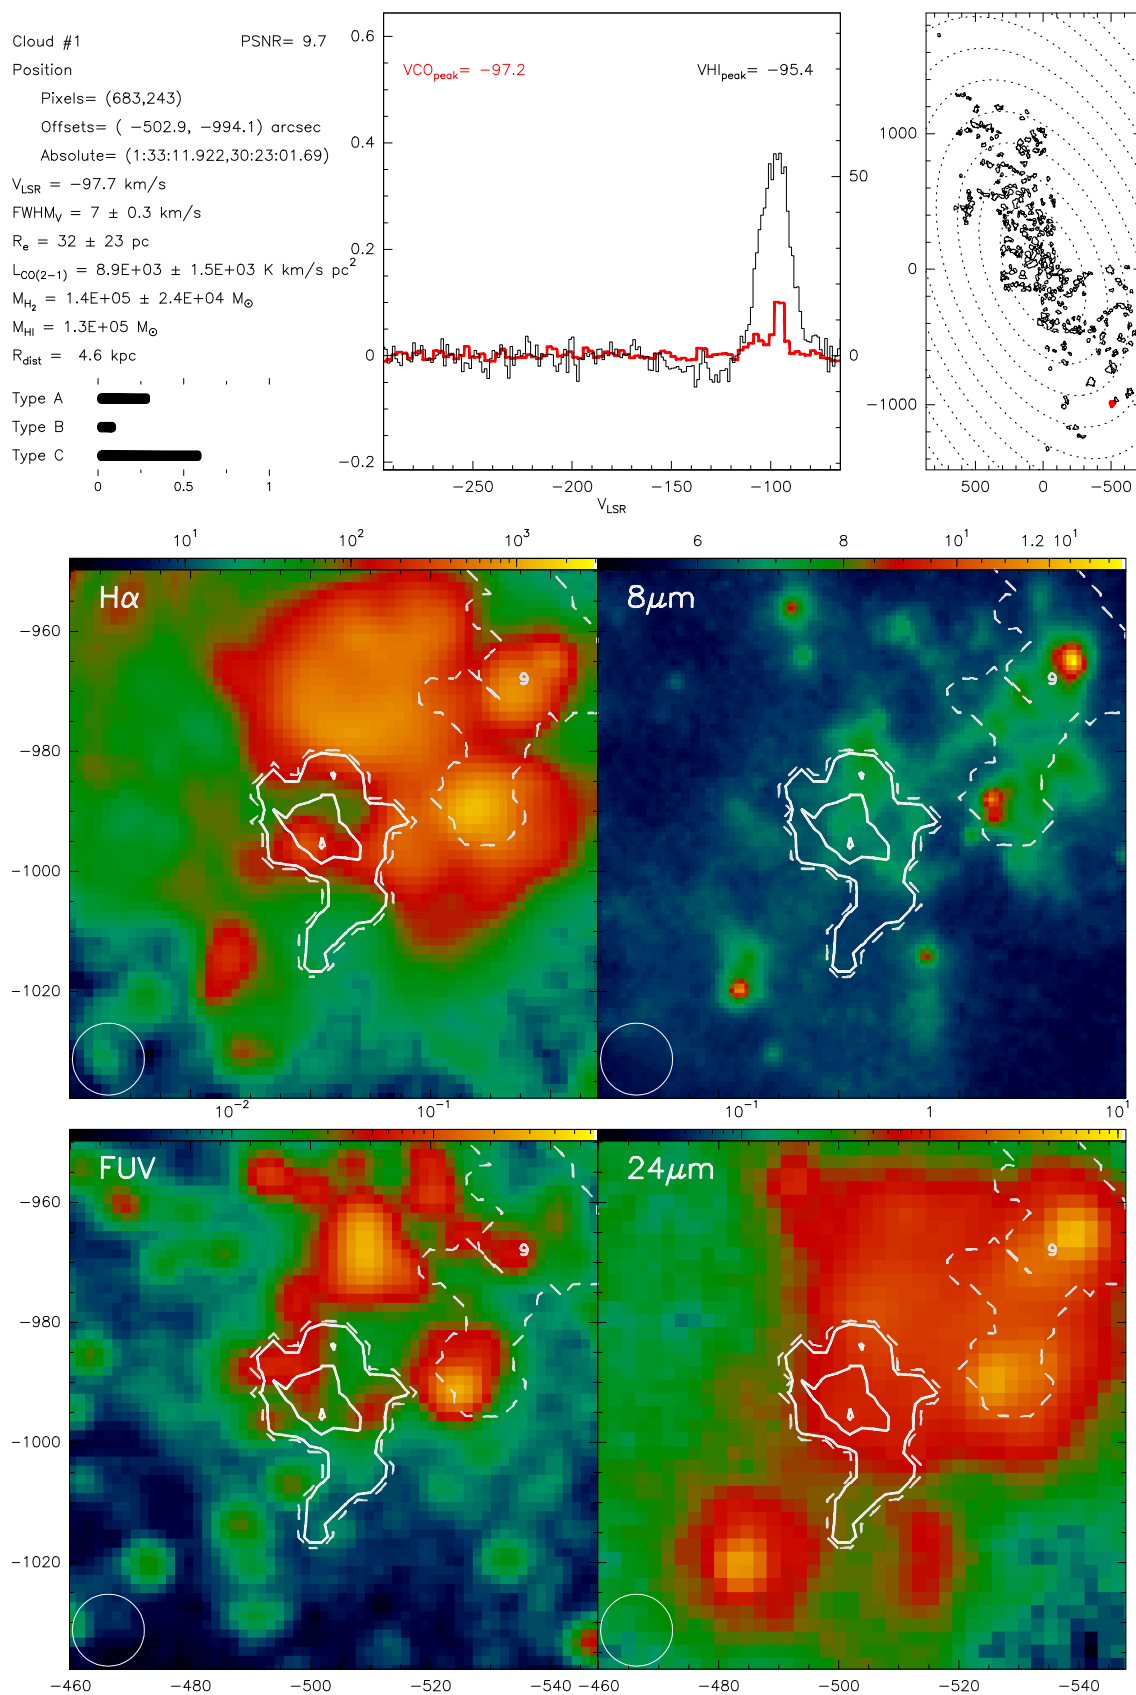 Cloud #1 PSNR= 9.7
Position
Pixels= (683,243)
Offsets= ( −502.9, −994.1) arcsec
Absolute= (1:33:11.922,30:23:01.69)
V_LSR = −97.7 km/s
FWHM_V = 7 ± 0.3 km/s
R_e = 32 ± 23 pc
L_CO(2−1) = 8.9E+03 ± 1.5E+03 K km/s pc²
M_H₂ = 1.4E+05 ± 2.4E+04 M⊙
M_HI = 1.3E+05 M⊙
R_dist = 4.6 kpc
Type A
Type B
Type C
0 0.5 1
VCO_peak= −97.2 VHI_peak= −95.4
0.6
0.4
0.2
0
−0.2
50
0
−250 −200 −150 −100
V_LSR
1000
0
−1000
500 0 −500
10¹ 10² 10³
6 8 10¹ 1.2 10¹
Hα
8μm
9
9
−960
−980
−1000
−1020
10⁻² 10⁻¹
10⁻¹ 1 10¹
FUV
24μm
9
9
−960
−980
−1000
−1020
−460 −480 −500 −520 −540
−460 −480 −500 −520 −540